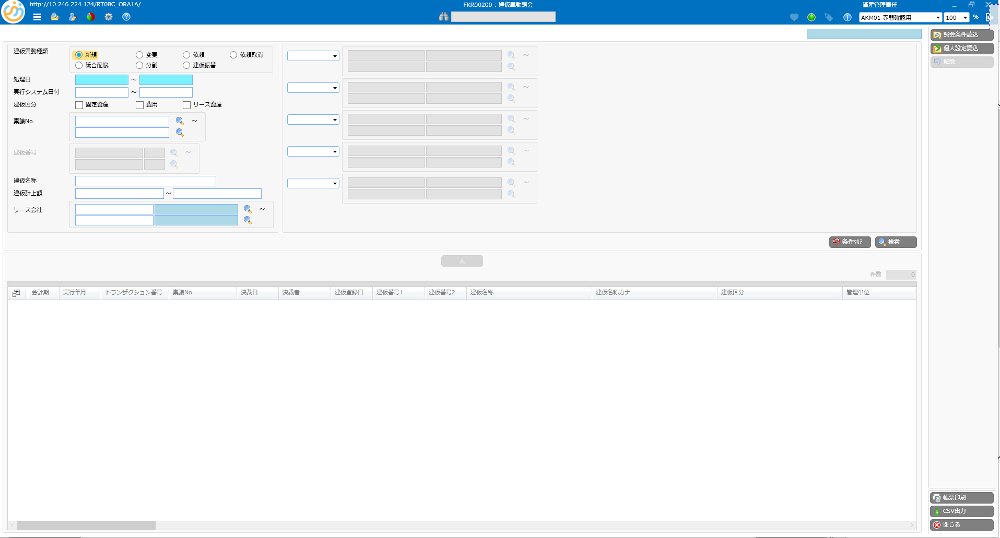 http://10.246.224.124/RT08C_ORA1A/
FKR00200：建仮異動照会
資産管理責任
AKM01 赤間確認用
100 %
照会条件読込
個人設定読込
解除
建仮異動種類
新規 変更 依頼 依頼取消
統合配賦 分割 建仮振替
処理日 ～
実行システム日付 ～
建仮区分 固定資産 費用 リース資産
稟議No. ～
建仮番号 ～
建仮名称
建仮計上額 ～
リース会社 ～
～
～
～
～
～
条件ｸﾘｱ 検索
件数 0
会計期 実行年月 トランザクション番号 稟議No. 決裁日 決裁者 建仮登録日 建仮番号1 建仮番号2 建仮名称 建仮名称カナ 建仮区分 管理単位
帳票印刷
CSV出力
閉じる